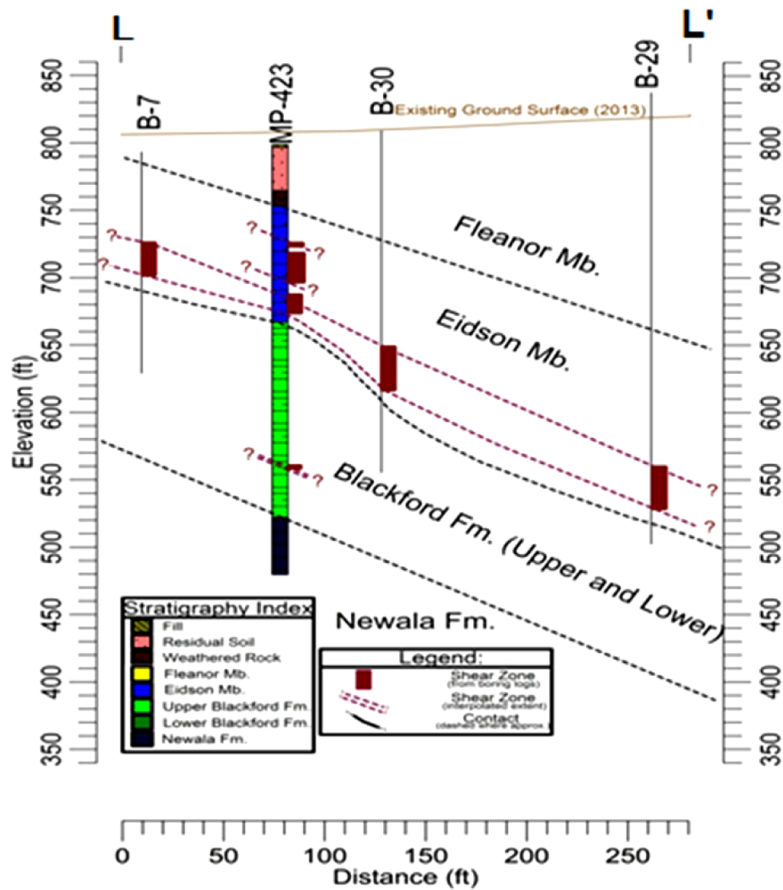 L
L'
B-7
MP-423
B-30
B-29
Existing Ground Surface (2013)
850
800
750
700
650
600
550
500
450
400
350
Elevation (ft)
850
800
750
700
650
600
550
500
450
400
350
Fleanor Mb.
Eidson Mb.
Blackford Fm. (Upper and Lower)
Newala Fm.
?
?
?
?
?
?
?
?
?
?
Stratigraphy Index
Fill
Residual Soil
Weathered Rock
Fleanor Mb.
Eidson Mb.
Upper Blackford Fm.
Lower Blackford Fm.
Newala Fm.
Legend:
Shear Zone
(from boring logs)
Shear Zone
(interpolated extent)
Contact
(dashed where approx.)
0
50
100
150
200
250
Distance (ft)